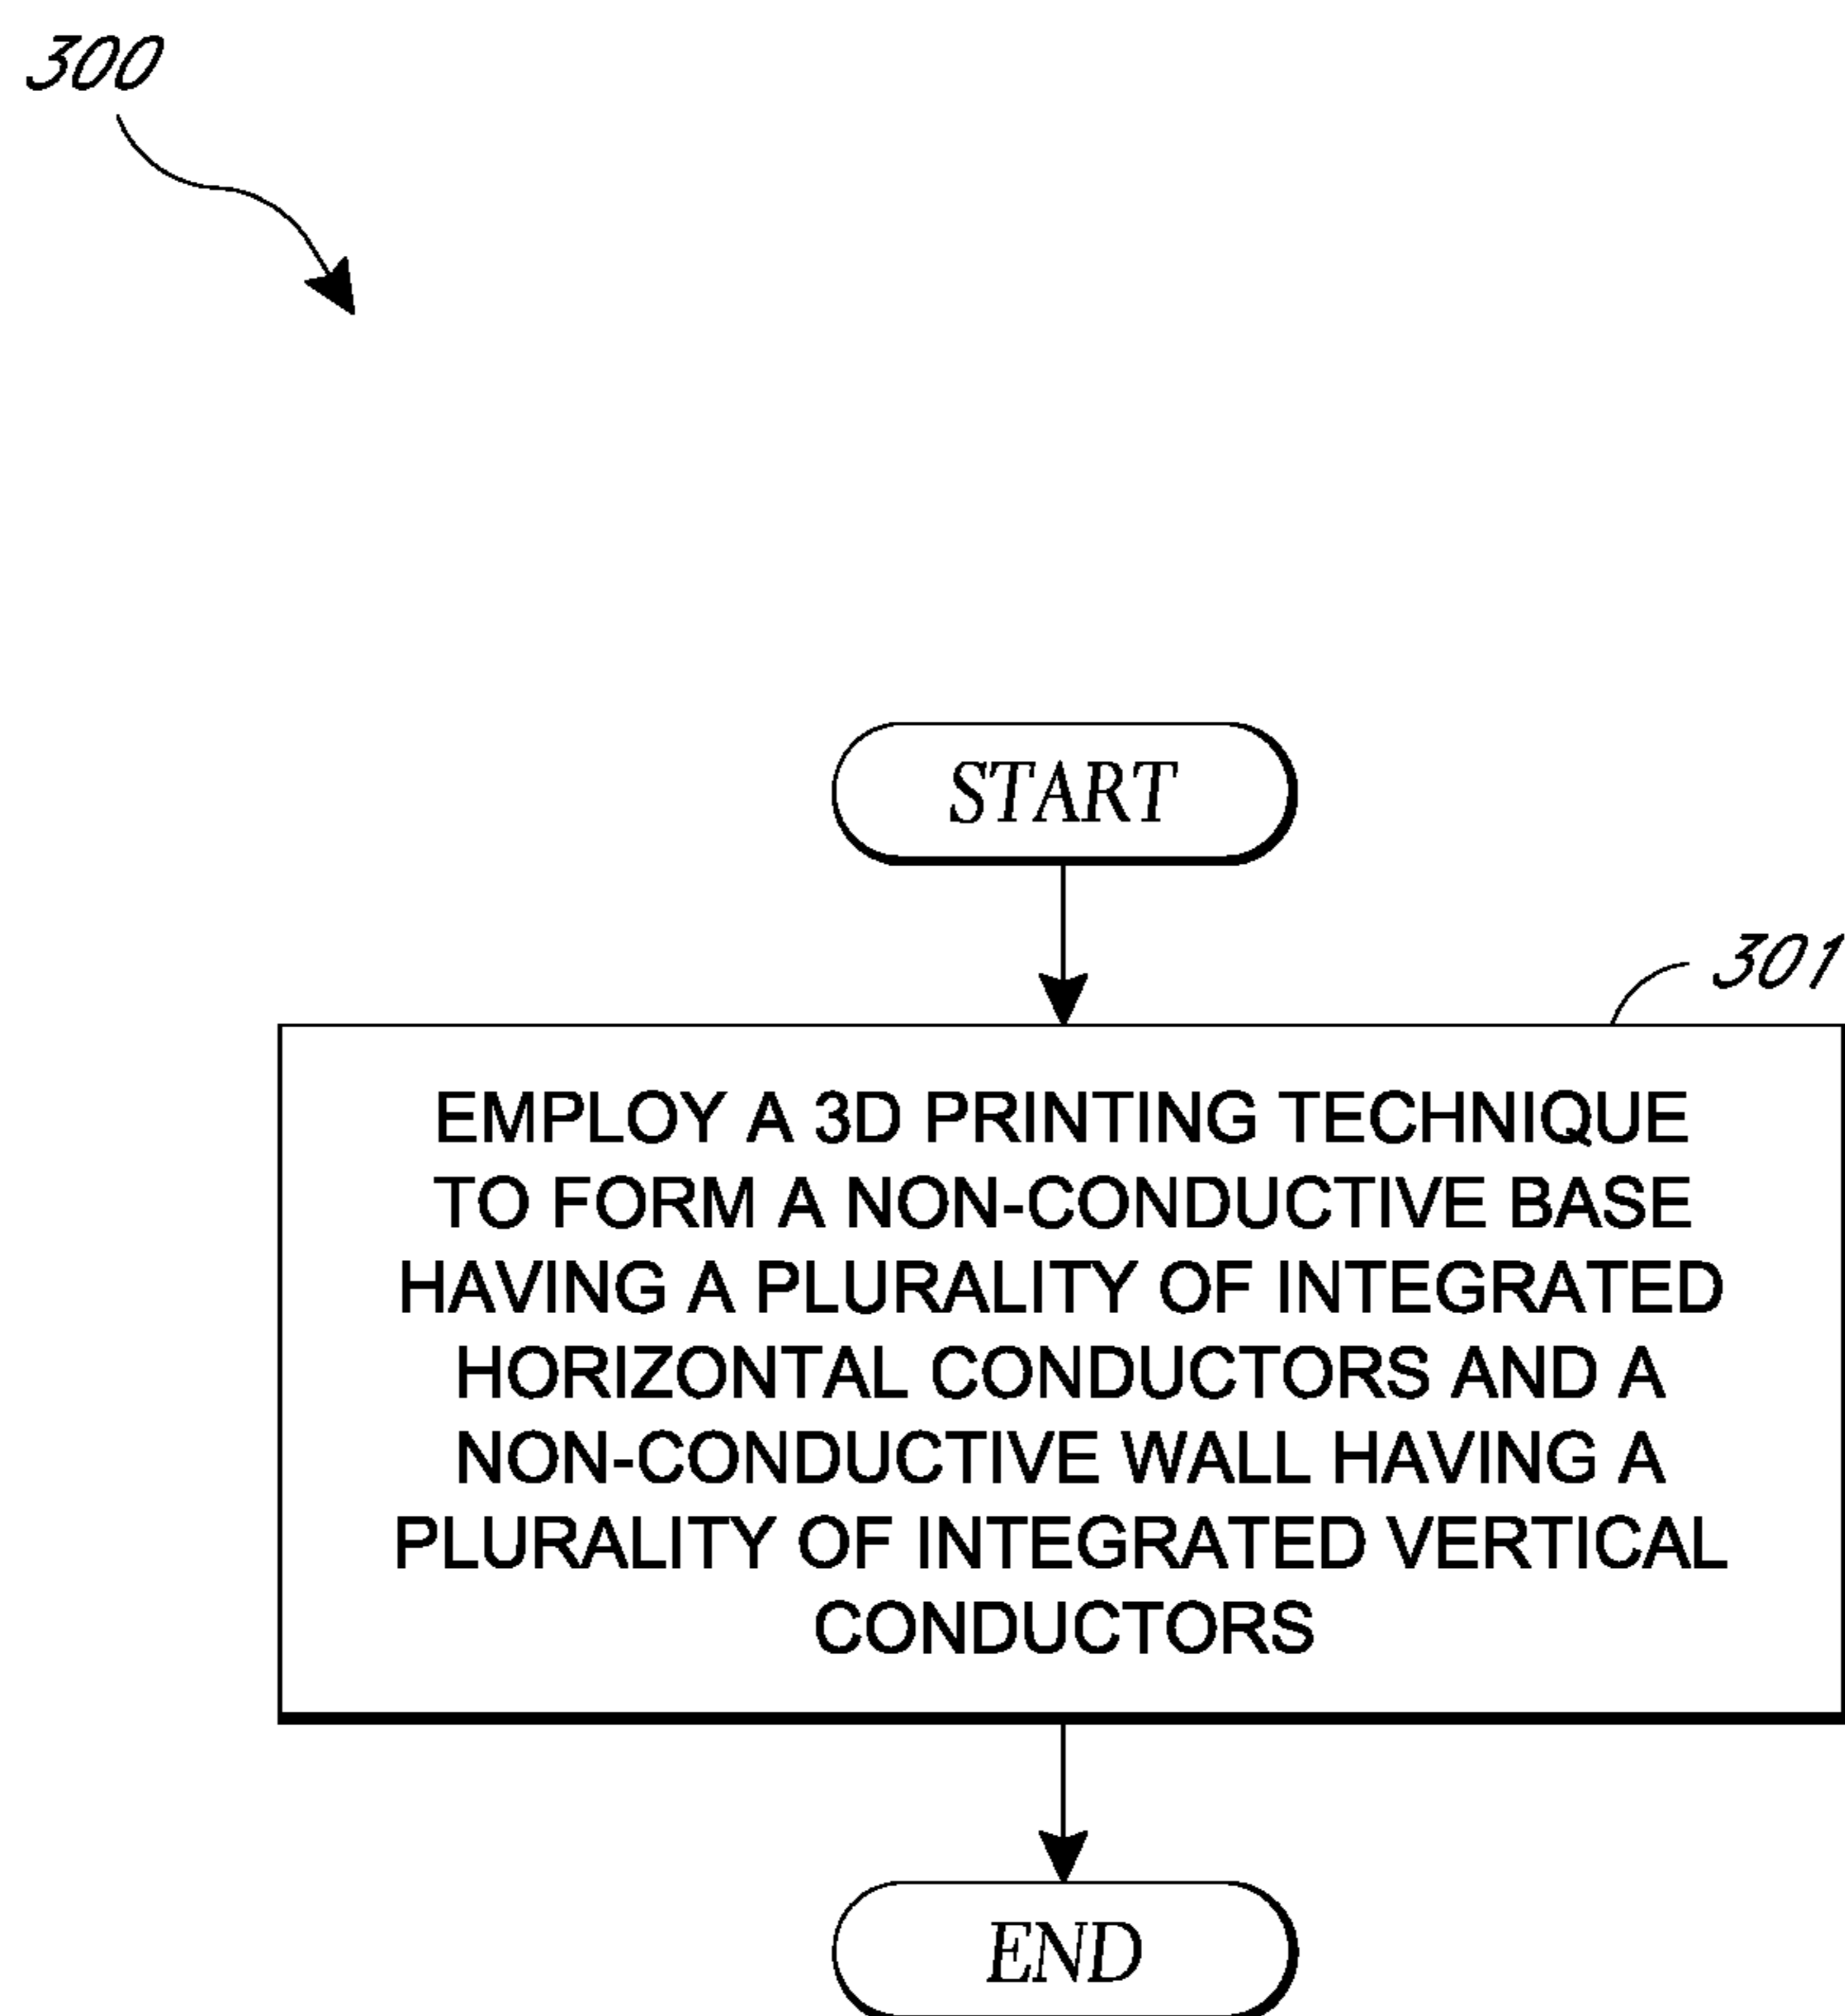 300
START
301
EMPLOY A 3D PRINTING TECHNIQUE
TO FORM A NON-CONDUCTIVE BASE
HAVING A PLURALITY OF INTEGRATED
HORIZONTAL CONDUCTORS AND A
NON-CONDUCTIVE WALL HAVING A
PLURALITY OF INTEGRATED VERTICAL
CONDUCTORS
END